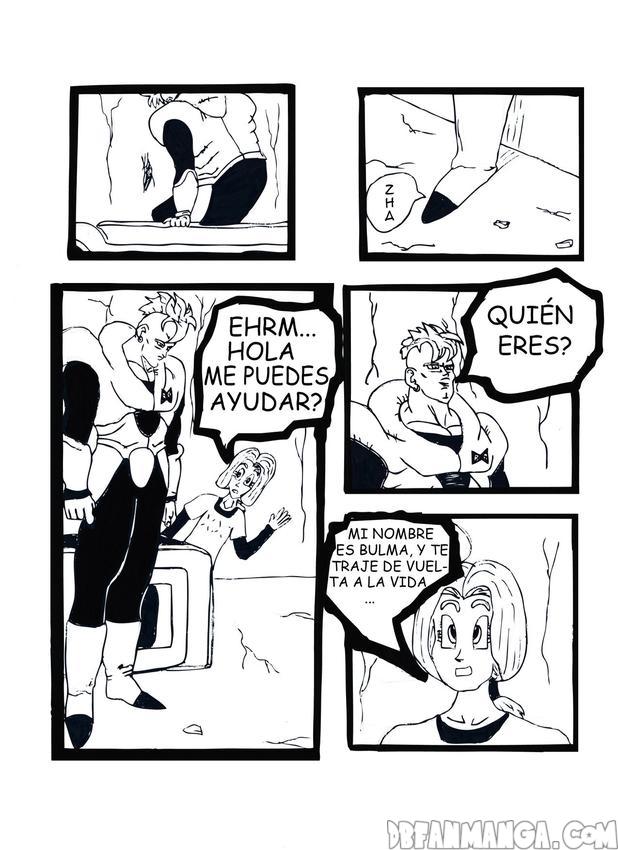 Z
H
A
EHRM...
HOLA
ME PUEDES
AYUDAR?
QUIÉN
ERES?
MI NOMBRE
ES BULMA, Y TE
TRAJE DE VUEL-
TA A LA VIDA
...
DBFANMANGA.COM